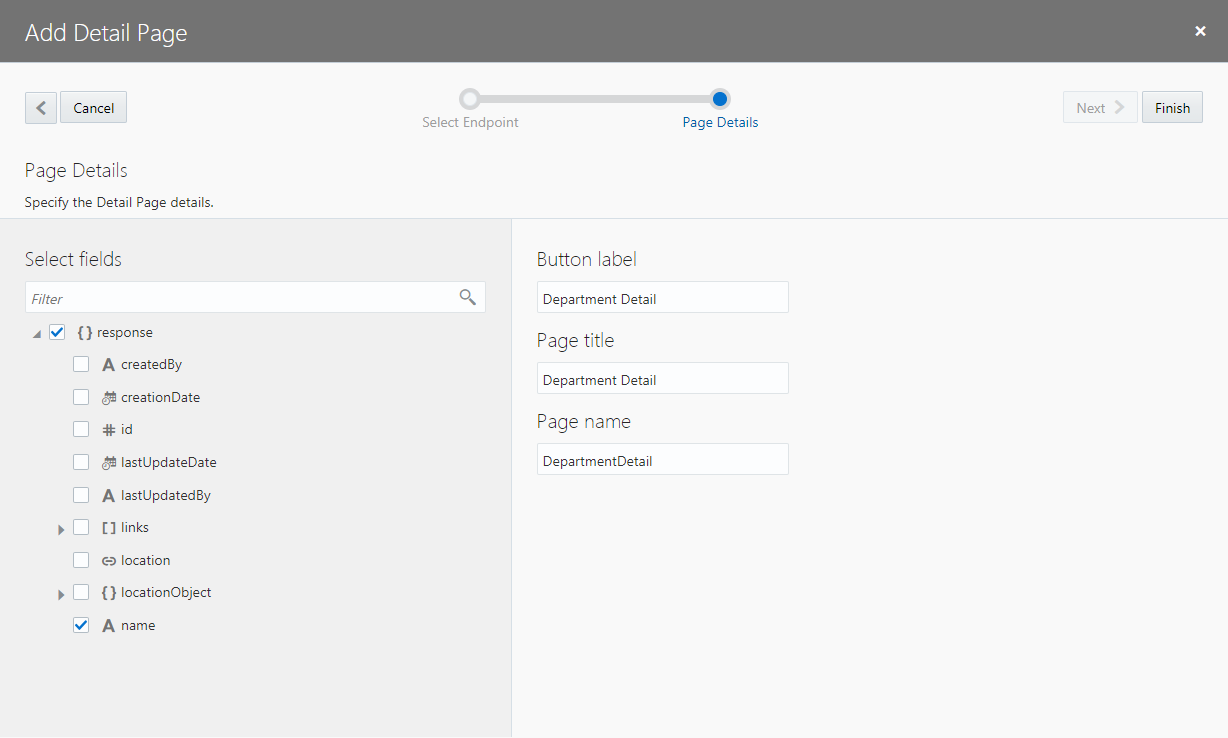 Add Detail Page
Cancel
Select Endpoint
Page Details
Next
Finish
Page Details
Specify the Detail Page details.
Select fields
Filter
{ } response
A createdBy
creationDate
# id
lastUpdateDate
A lastUpdatedBy
[ ] links
location
{ } locationObject
A name
Button label
Department Detail
Page title
Department Detail
Page name
DepartmentDetail